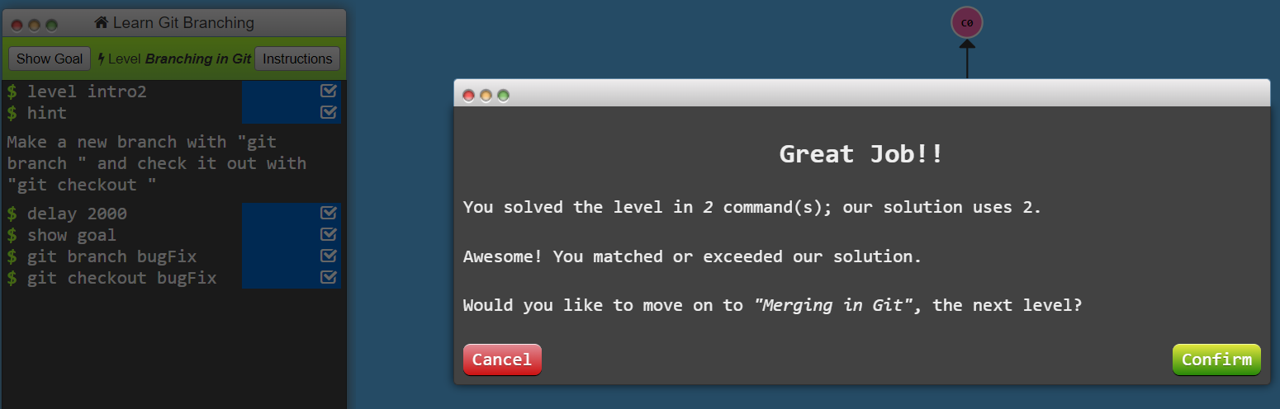 Learn Git Branching
Show Goal
Level Branching in Git
Instructions
$ level intro2
$ hint
Make a new branch with "git
branch " and check it out with
"git checkout "
$ delay 2000
$ show goal
$ git branch bugFix
$ git checkout bugFix
C0
Great Job!!
You solved the level in 2 command(s); our solution uses 2.
Awesome! You matched or exceeded our solution.
Would you like to move on to "Merging in Git", the next level?
Cancel
Confirm